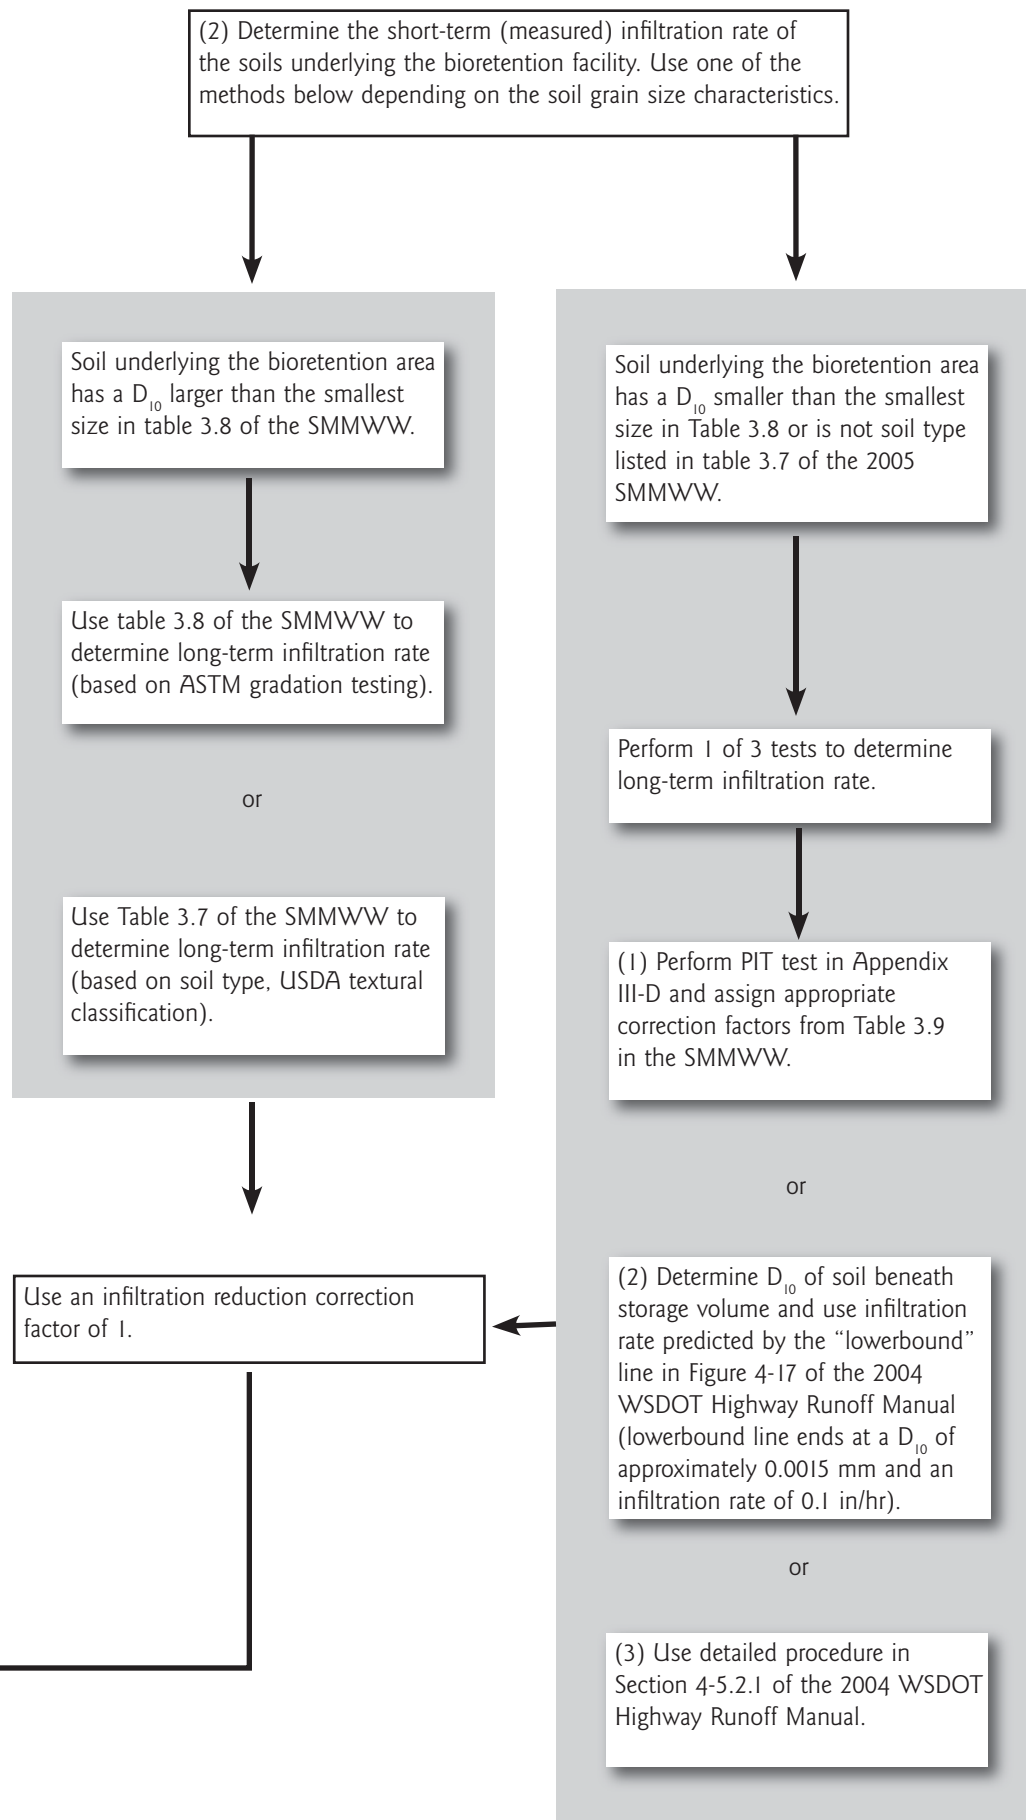 (2) Determine the short-term (measured) infiltration rate of
the soils underlying the bioretention facility. Use one of the
methods below depending on the soil grain size characteristics.
Soil underlying the bioretention area
has a D10 larger than the smallest
size in table 3.8 of the SMMWW.
Use table 3.8 of the SMMWW to
determine long-term infiltration rate
(based on ASTM gradation testing).
or
Use Table 3.7 of the SMMWW to
determine long-term infiltration rate
(based on soil type, USDA textural
classification).
Use an infiltration reduction correction
factor of 1.
Soil underlying the bioretention area
has a D10 smaller than the smallest
size in Table 3.8 or is not soil type
listed in table 3.7 of the 2005
SMMWW.
Perform 1 of 3 tests to determine
long-term infiltration rate.
(1) Perform PIT test in Appendix
III-D and assign appropriate
correction factors from Table 3.9
in the SMMWW.
or
(2) Determine D10 of soil beneath
storage volume and use infiltration
rate predicted by the “lowerbound”
line in Figure 4-17 of the 2004
WSDOT Highway Runoff Manual
(lowerbound line ends at a D10 of
approximately 0.0015 mm and an
infiltration rate of 0.1 in/hr).
or
(3) Use detailed procedure in
Section 4-5.2.1 of the 2004 WSDOT
Highway Runoff Manual.